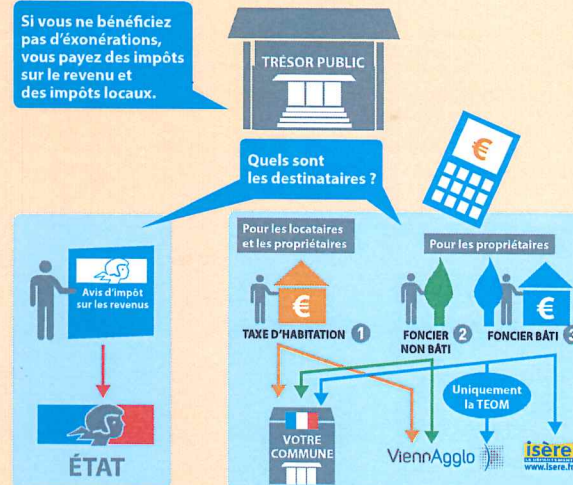 Si vous ne bénéficiez
pas d'éxonérations,
vous payez des impôts
sur le revenu et
des impôts locaux.
TRÉSOR PUBLIC
€
Quels sont
les destinataires ?
Avis d'impôt
sur les revenus
ÉTAT
Pour les locataires
et les propriétaires
€
TAXE D'HABITATION 1
Pour les propriétaires
€
FONCIER 2
NON BÂTI
FONCIER BÂTI 3
Uniquement
la TEOM
VOTRE
COMMUNE
ViennAgglo
isère
LE DÉPARTEMENT
www.isere.fr